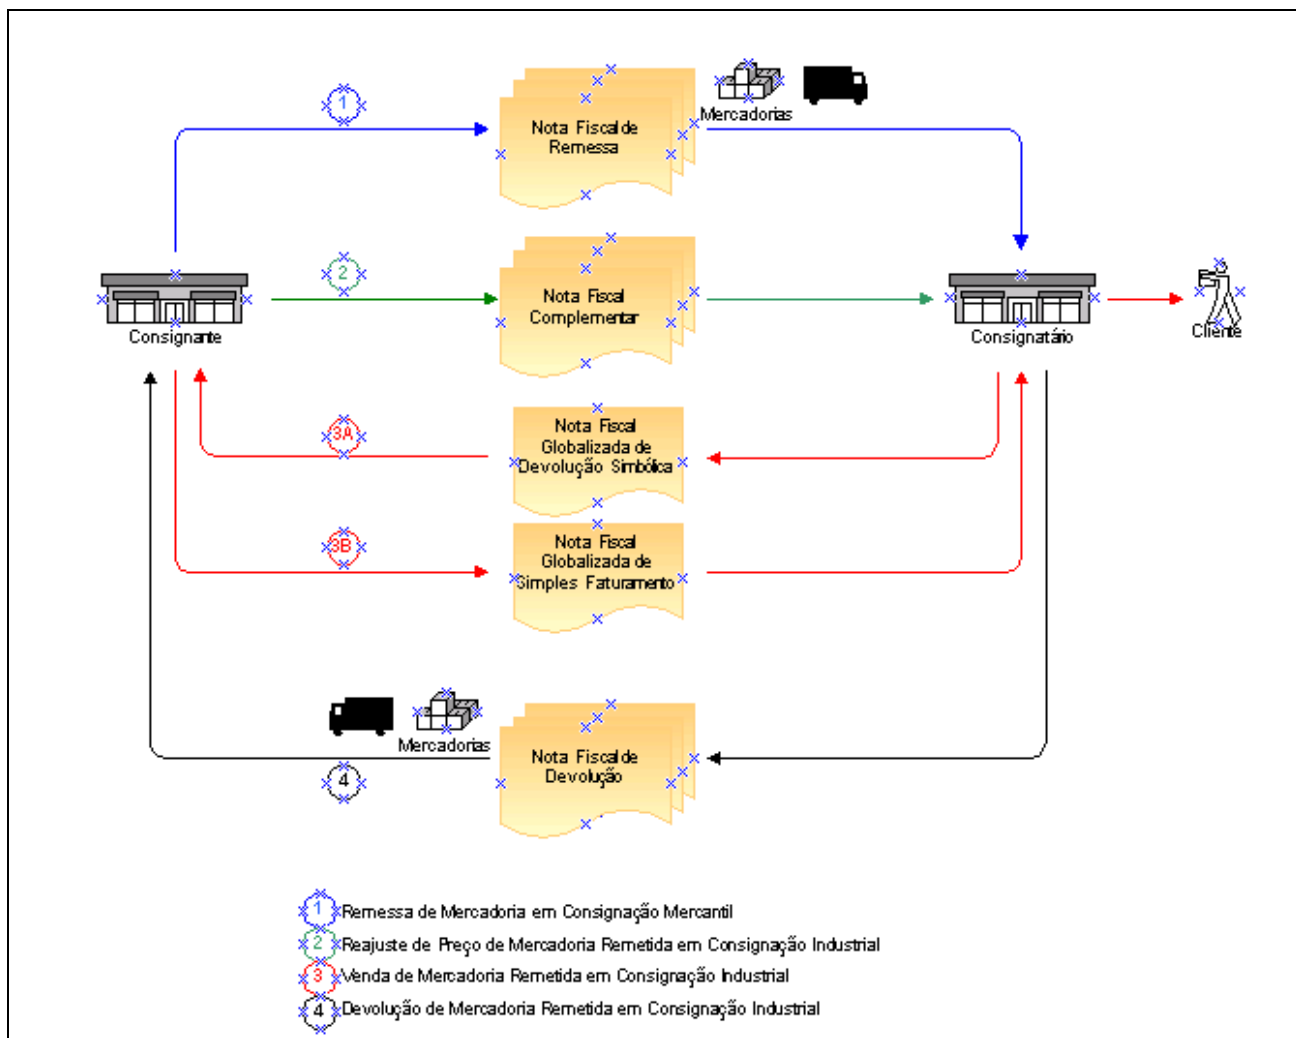 1
Mercadorias
Nota Fiscal de
Remessa
2
Nota Fiscal
Complementar
Consignante
Consignatário
Cliente
3A
Nota Fiscal
Globalizada de
Devolução Simbólica
3B
Nota Fiscal
Globalizada de
Simples Faturamento
Mercadorias
4
Nota Fiscal de
Devolução
1 Remessa de Mercadoria em Consignação Mercantil
2 Reajuste de Preço de Mercadoria Remetida em Consignação Industrial
3 Venda de Mercadoria Remetida em Consignação Industrial
4 Devolução de Mercadoria Remetida em Consignação Industrial